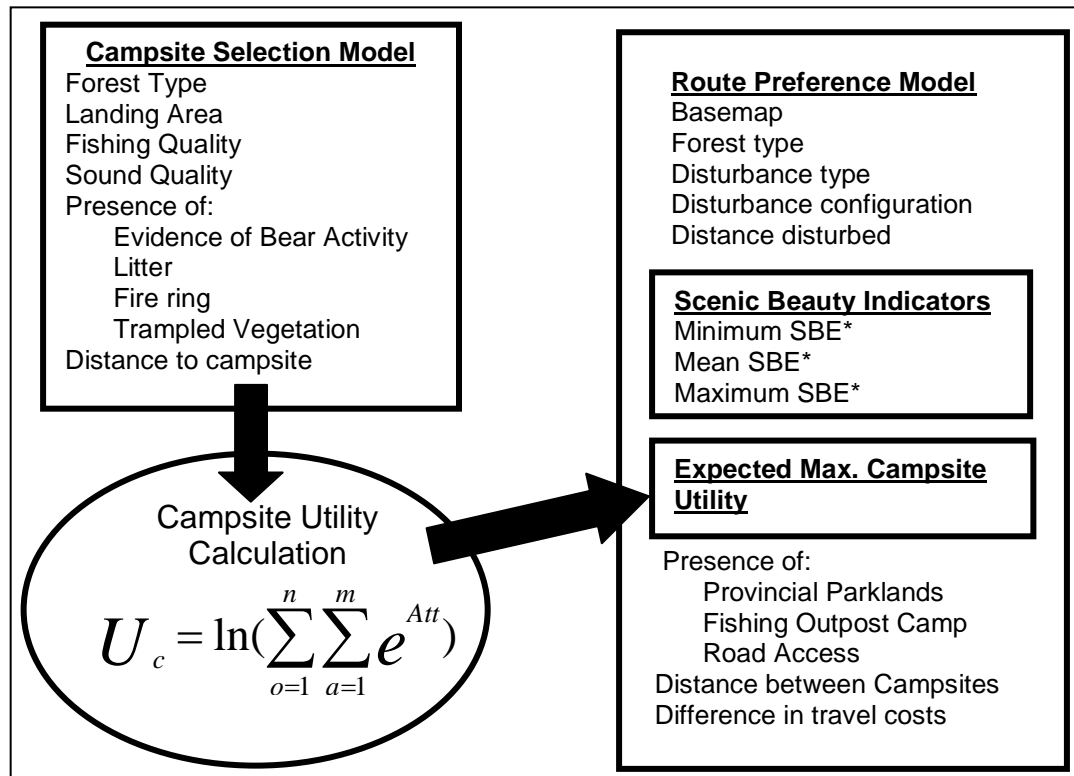 Campsite Selection Model
Forest Type
Landing Area
Fishing Quality
Sound Quality
Presence of:
Evidence of Bear Activity
Litter
Fire ring
Trampled Vegetation
Distance to campsite
Campsite Utility
Calculation
U_c = ln(∑_{o=1}^{n} ∑_{a=1}^{m} e^{Att})
Route Preference Model
Basemap
Forest type
Disturbance type
Disturbance configuration
Distance disturbed
Scenic Beauty Indicators
Minimum SBE*
Mean SBE*
Maximum SBE*
Expected Max. Campsite
Utility
Presence of:
Provincial Parklands
Fishing Outpost Camp
Road Access
Distance between Campsites
Difference in travel costs